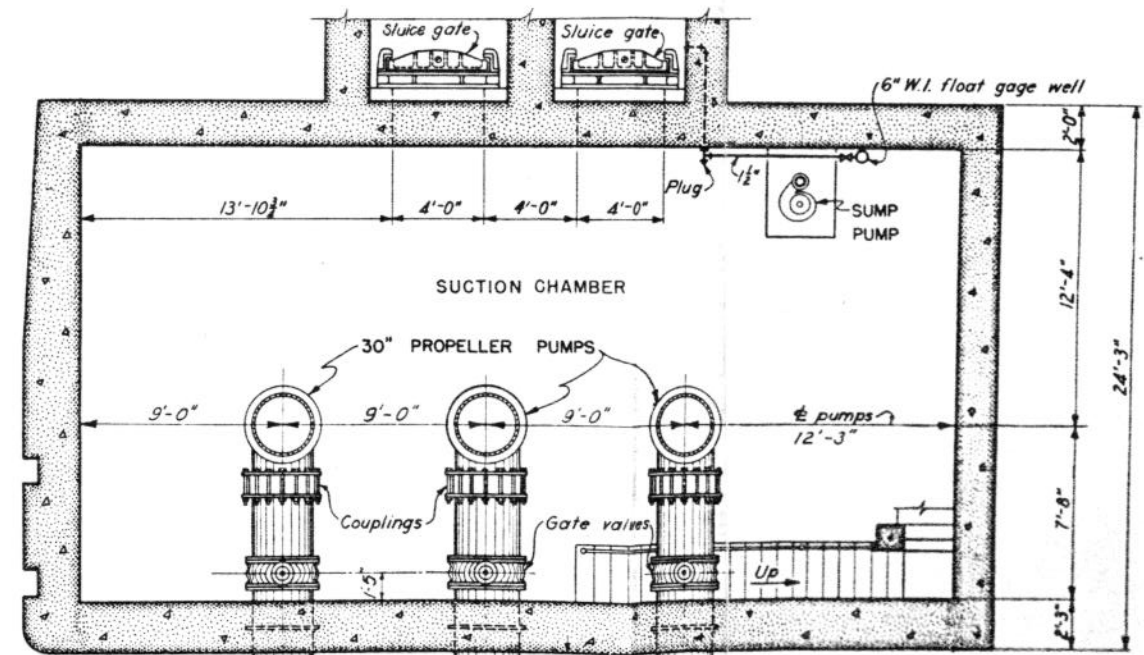 Sluice gate
Sluice gate
6" W.I. float gage well
2'-0"
Plug
1½"
13'-10¾"
4'-0"
4'-0"
4'-0"
SUMP
PUMP
12'-4"
SUCTION CHAMBER
30" PROPELLER PUMPS
24'-3"
9'-0"
9'-0"
9'-0"
℄ pumps
12'-3"
Couplings
Gate valves
7'-8"
1'-5"
Up
2'-3"